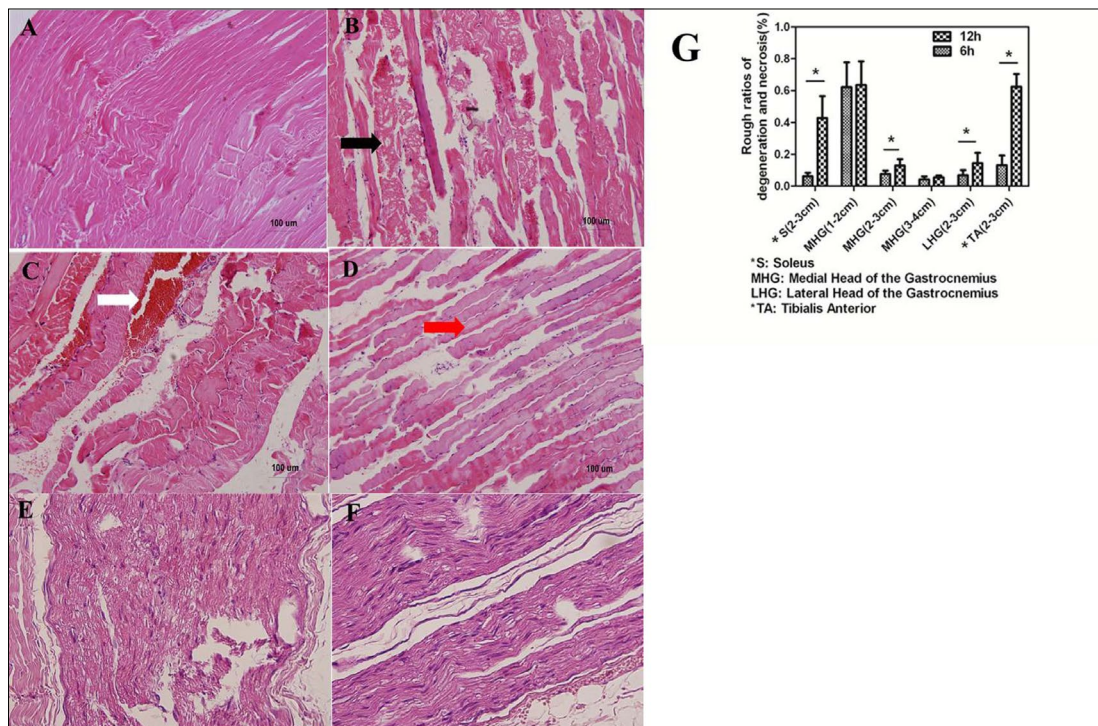 A
100 um
B
100 um
C
100 um
D
100 um
E
F
G
Rough ratios of
degeneration and necrosis(%)
0.8
0.6
0.4
0.2
0.0
12h
6h
*
*
*
*
* S(2-3cm)
MHG(1-2cm)
MHG(2-3cm)
MHG(3-4cm)
LHG(2-3cm)
* TA(2-3cm)
*S: Soleus
MHG: Medial Head of the Gastrocnemius
LHG: Lateral Head of the Gastrocnemius
*TA: Tibialis Anterior